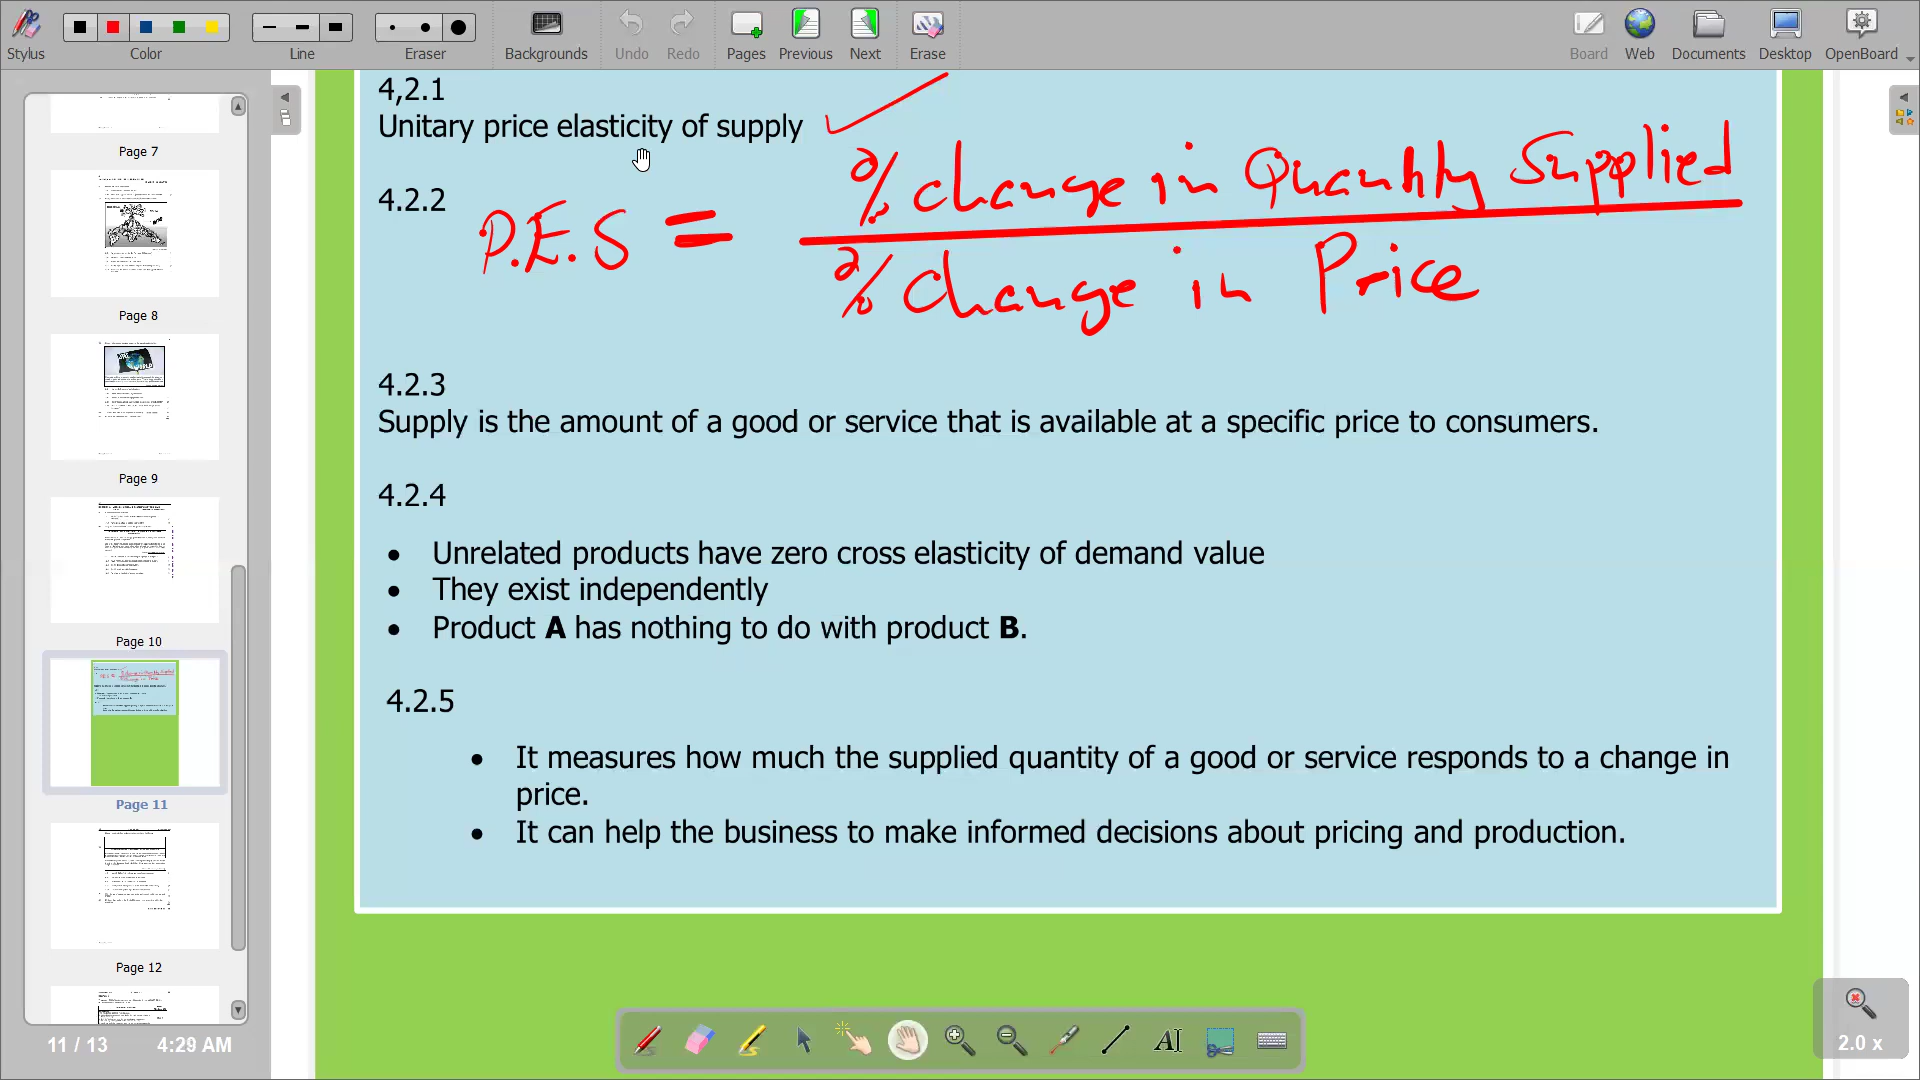 Stylus
Color
Line
Eraser
Backgrounds
Undo
Redo
Pages
Previous
Next
Erase
Board
Web
Documents
Desktop
OpenBoard
Page 7
Page 8
Page 9
Page 10
Page 11
Page 12
11 / 13 4:29 AM
4,2.1
Unitary price elasticity of supply
4.2.2
P.E.S = % change in Quantity Supplied
% change in Price
4.2.3
Supply is the amount of a good or service that is available at a specific price to consumers.
4.2.4
• Unrelated products have zero cross elasticity of demand value
• They exist independently
• Product A has nothing to do with product B.
4.2.5
• It measures how much the supplied quantity of a good or service responds to a change in
price.
• It can help the business to make informed decisions about pricing and production.
2.0 x